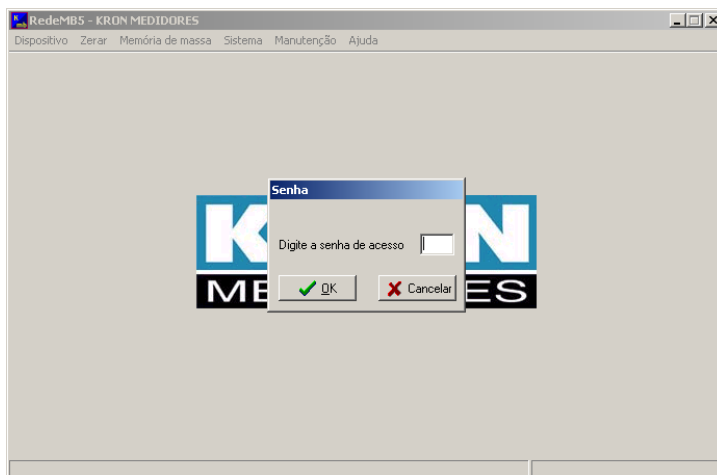 RedeMB5 - KRON MEDIDORES
Dispositivo Zerar Memória de massa Sistema Manutenção Ajuda
Senha
Digite a senha de acesso
OK Cancelar